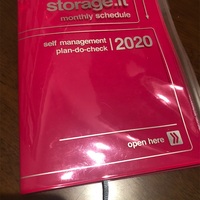 storage.it
monthly schedule
self management
plan-do-check
2020
open here